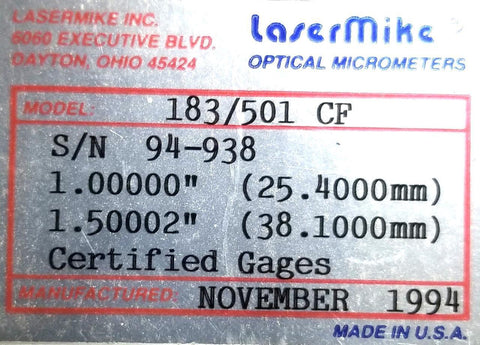 LASERMIKE INC.
6060 EXECUTIVE BLVD.
DAYTON, OHIO 45424
LaserMike
OPTICAL MICROMETERS
MODEL: 183/501 CF
S/N 94-938
1.00000" (25.4000mm)
1.50002" (38.1000mm)
Certified Gages
MANUFACTURED: NOVEMBER 1994
MADE IN U.S.A.